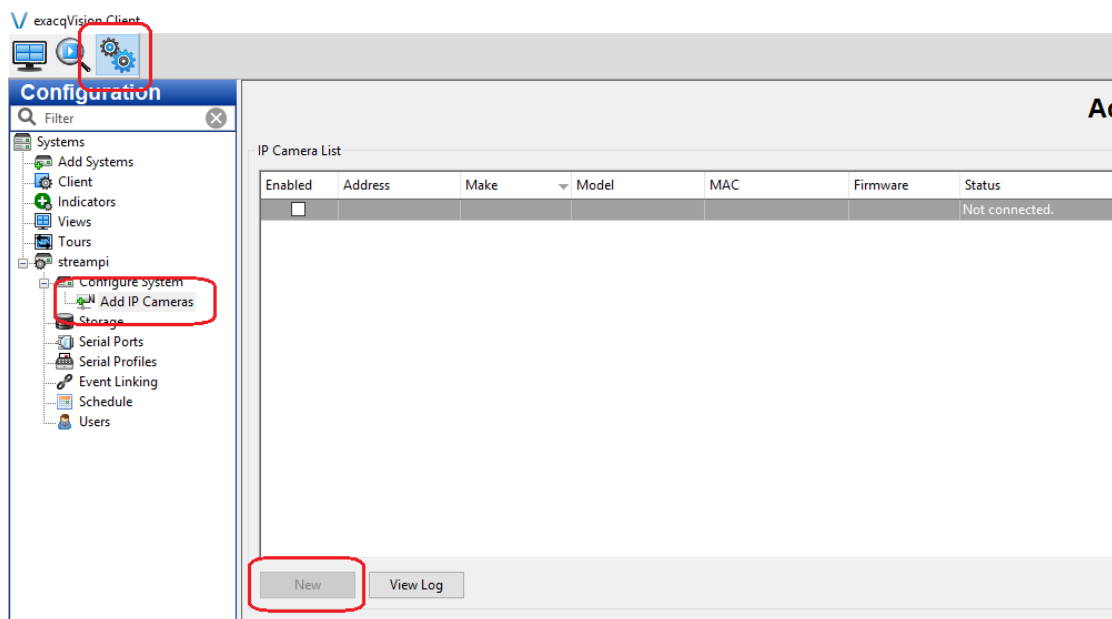 exacqVision Client
Configuration
Filter
Systems
Add Systems
Client
Indicators
Views
Tours
streampi
Configure System
Add IP Cameras
Storage
Serial Ports
Serial Profiles
Event Linking
Schedule
Users
Ac
IP Camera List
Enabled Address Make Model MAC Firmware Status
Not connected.
New View Log